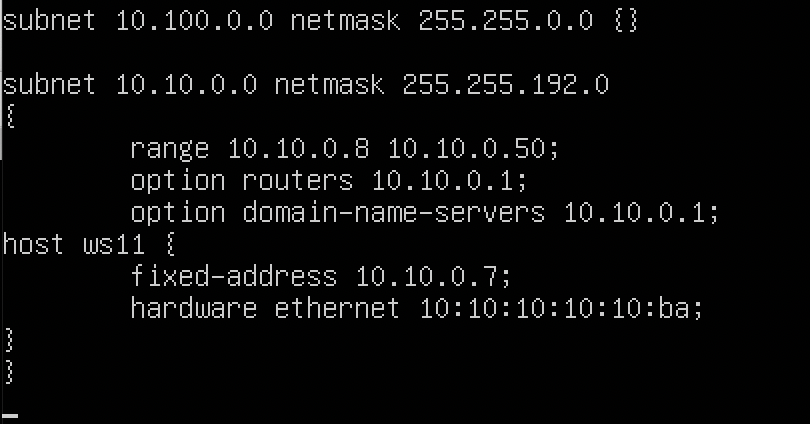 subnet 10.100.0.0 netmask 255.255.0.0 {}
subnet 10.10.0.0 netmask 255.255.192.0
{
range 10.10.0.8 10.10.0.50;
option routers 10.10.0.1;
option domain-name-servers 10.10.0.1;
host ws11 {
fixed-address 10.10.0.7;
hardware ethernet 10:10:10:10:10:ba;
}
}